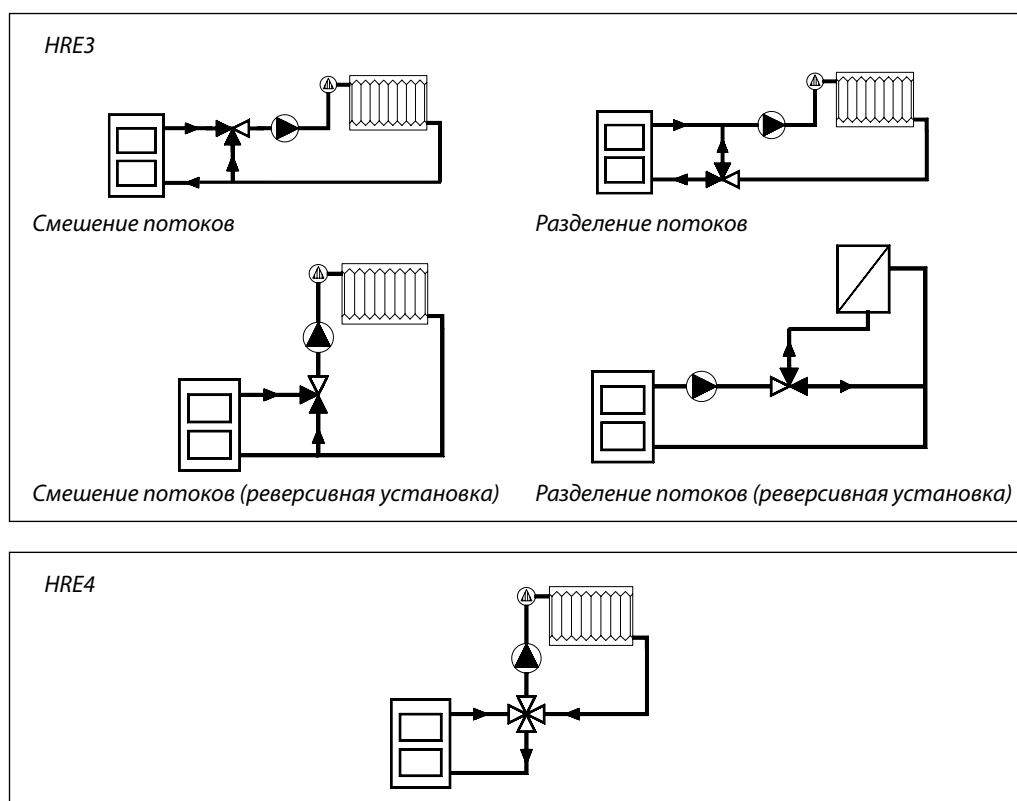 HRE3
Смешение потоков
Разделение потоков
Смешение потоков (реверсивная установка)
Разделение потоков (реверсивная установка)
HRE4